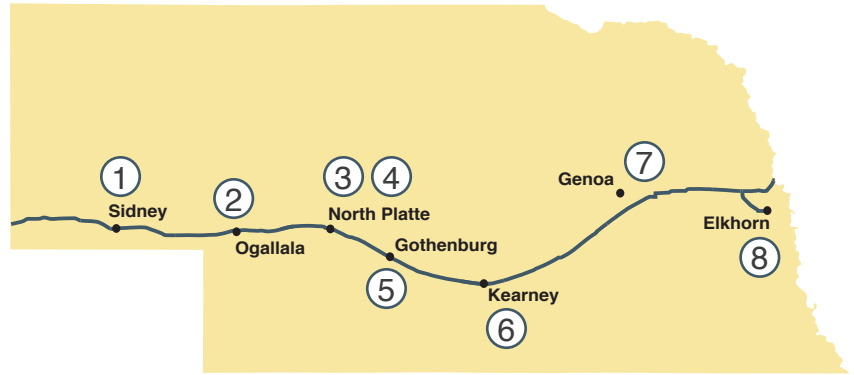 1
Sidney
2
Ogallala
3 4
North Platte
Gothenburg
5
Kearney
6
7
Genoa
Elkhorn
8